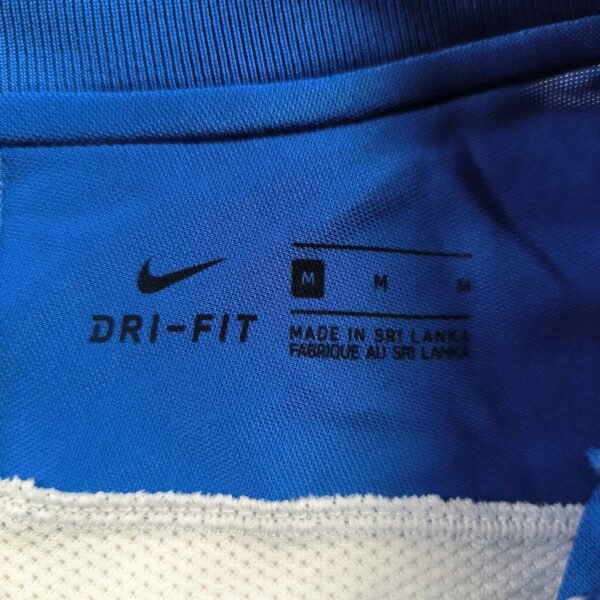 DRI-FIT
M M M
MADE IN SRI LANKA
FABRIQUE AU SRI LANKA